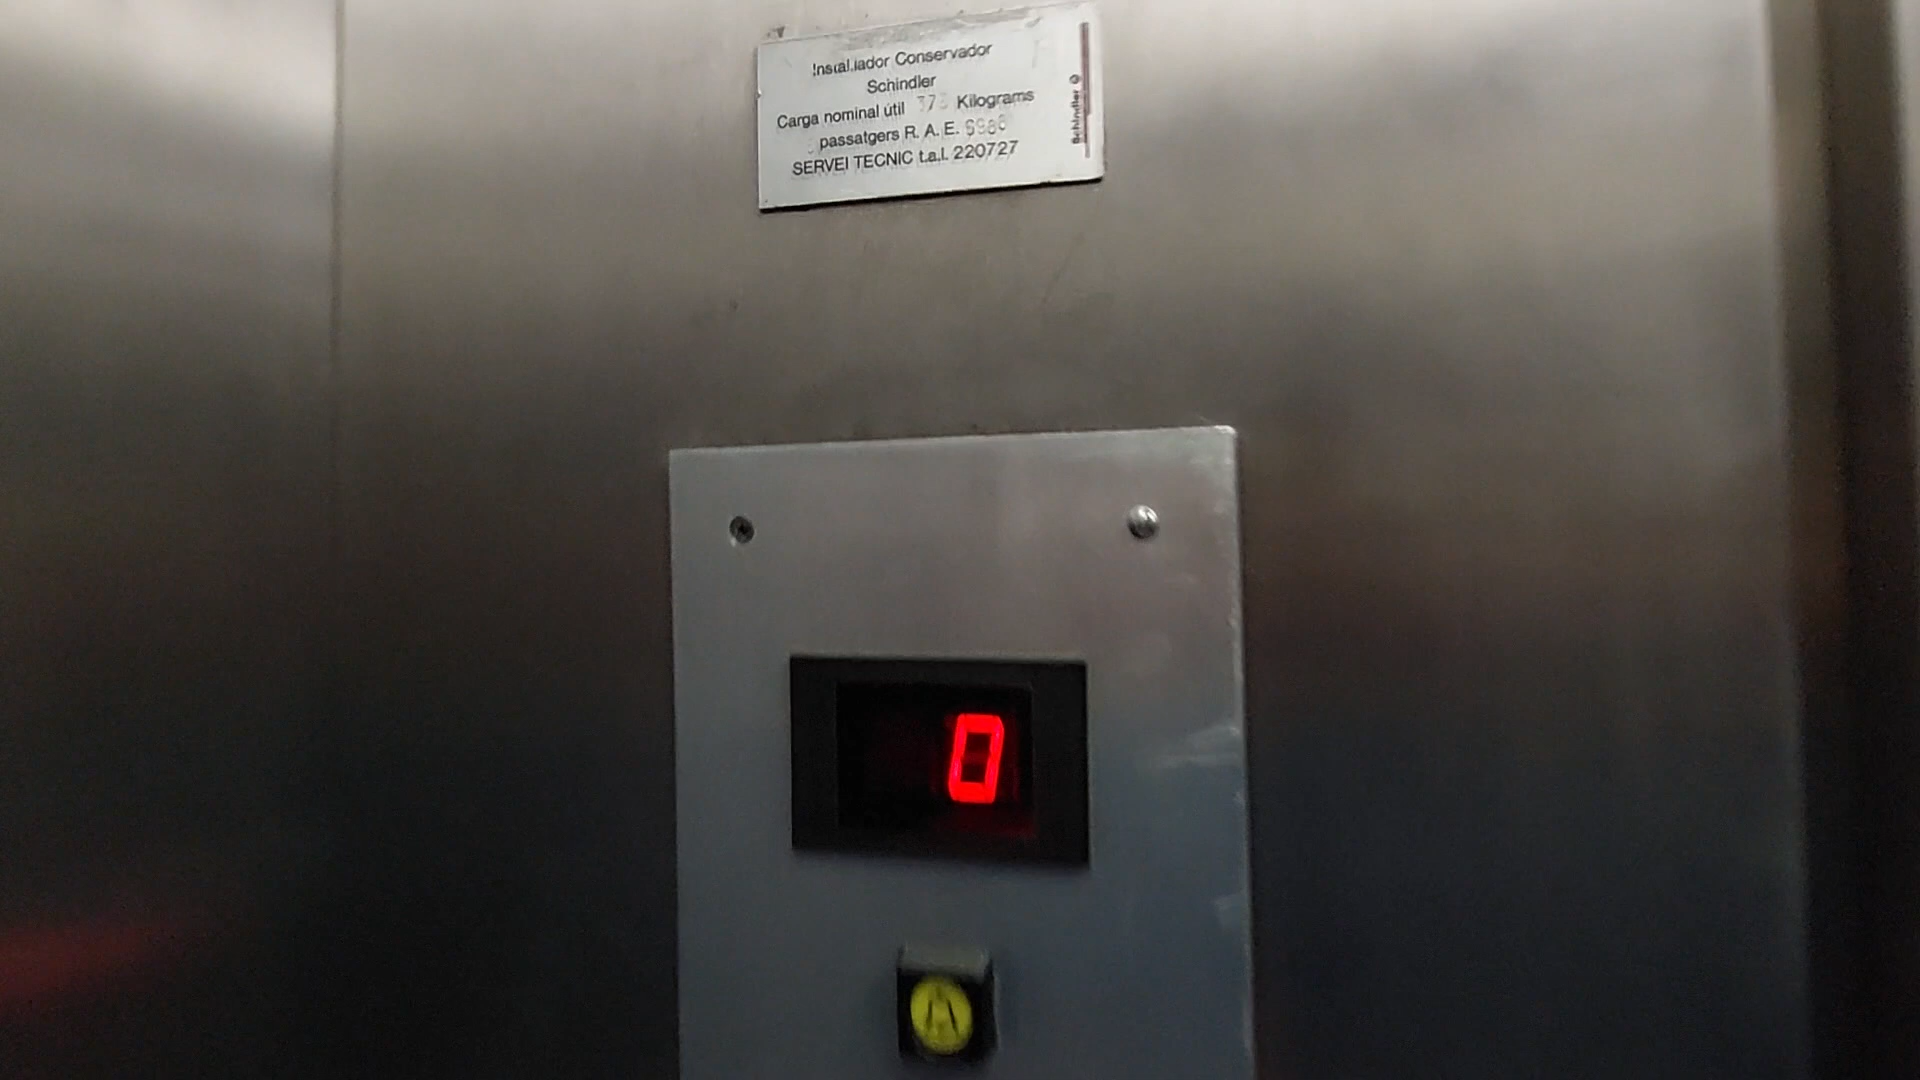 Instal.lador Conservador
Schindler
Carga nominal útil Kilograms
passatgers R. A. E.
SERVEI TECNIC t.a.l. 220727
Schindler
0